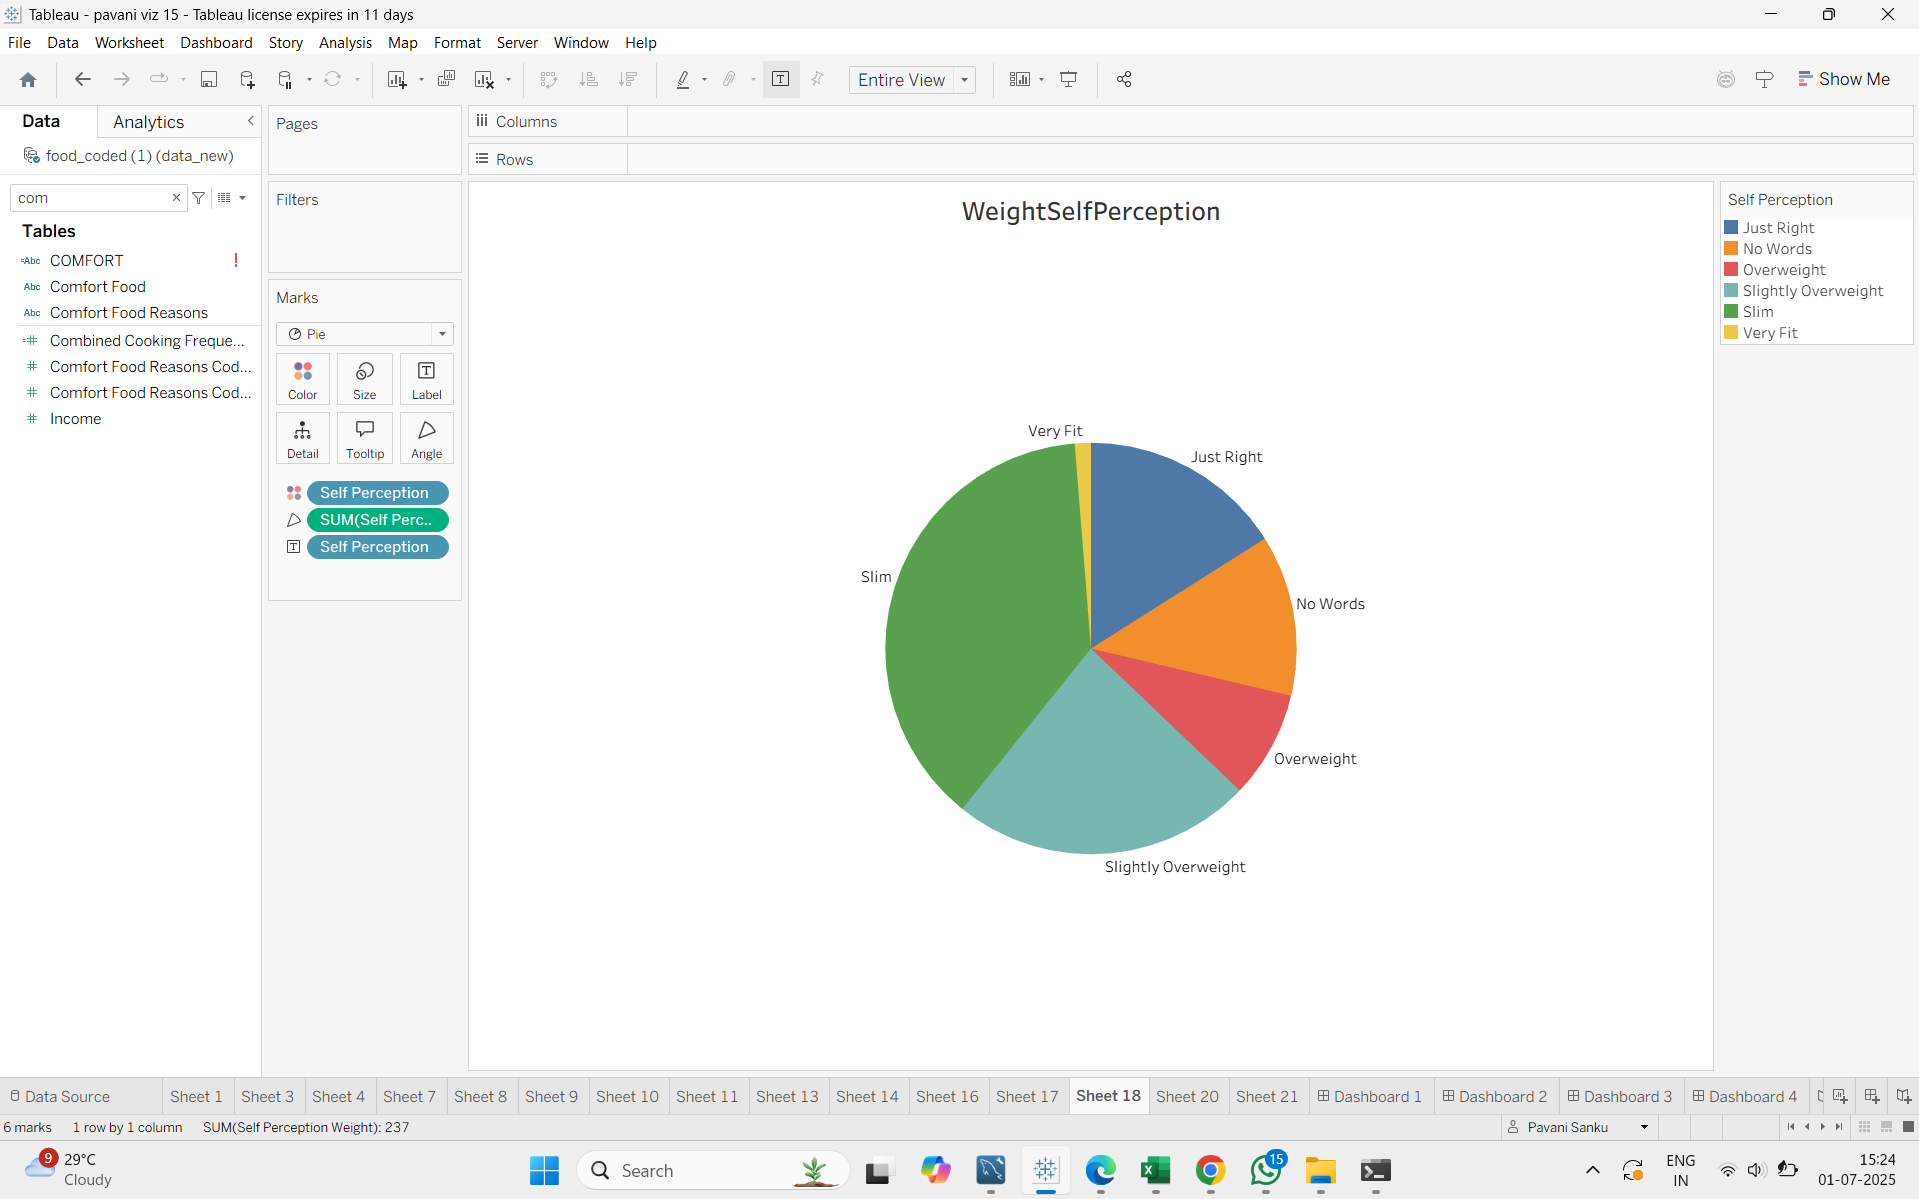 Tableau - pavani viz 15 - Tableau license expires in 11 days
File Data Worksheet Dashboard Story Analysis Map Format Server Window Help
Entire View
Show Me
Data Analytics
food_coded (1) (data_new)
com
Tables
=Abc COMFORT !
Abc Comfort Food
Abc Comfort Food Reasons
=# Combined Cooking Freque...
# Comfort Food Reasons Cod...
# Comfort Food Reasons Cod...
# Income
Pages
Filters
Marks
Pie
Color Size Label
Detail Tooltip Angle
Self Perception
SUM(Self Perc..
Self Perception
Columns
Rows
WeightSelfPerception
Very Fit
Just Right
Slim
No Words
Overweight
Slightly Overweight
Self Perception
Just Right
No Words
Overweight
Slightly Overweight
Slim
Very Fit
Data Source Sheet 1 Sheet 3 Sheet 4 Sheet 7 Sheet 8 Sheet 9 Sheet 10 Sheet 11 Sheet 13 Sheet 14 Sheet 16 Sheet 17 Sheet 18 Sheet 20 Sheet 21 Dashboard 1 Dashboard 2 Dashboard 3 Dashboard 4
6 marks 1 row by 1 column SUM(Self Perception Weight): 237
Pavani Sanku
9 29°C
Cloudy
Search
15
ENG
IN
15:24
01-07-2025